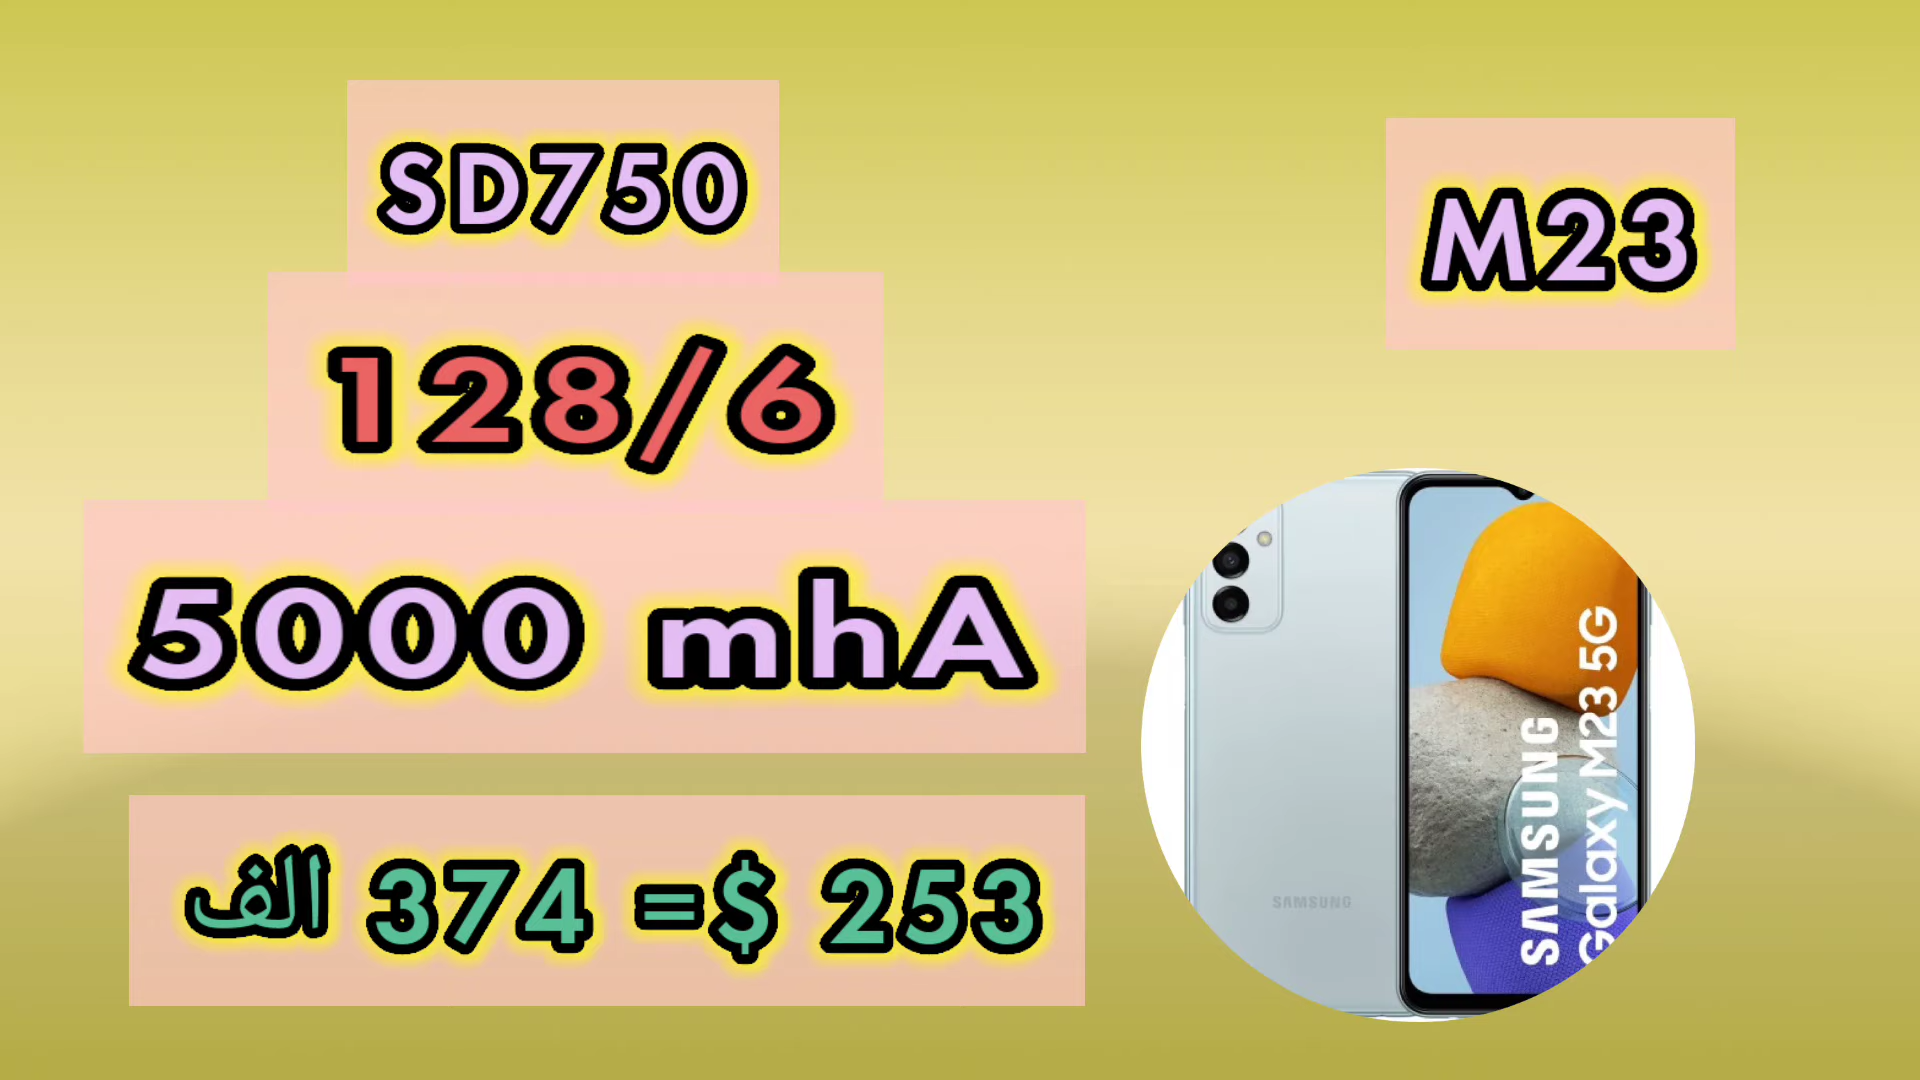 SD750
M23
128/6
5000 mhA
253 $= 374 الف
SAMSUNG
Galaxy M23 5G
SAMSUNG